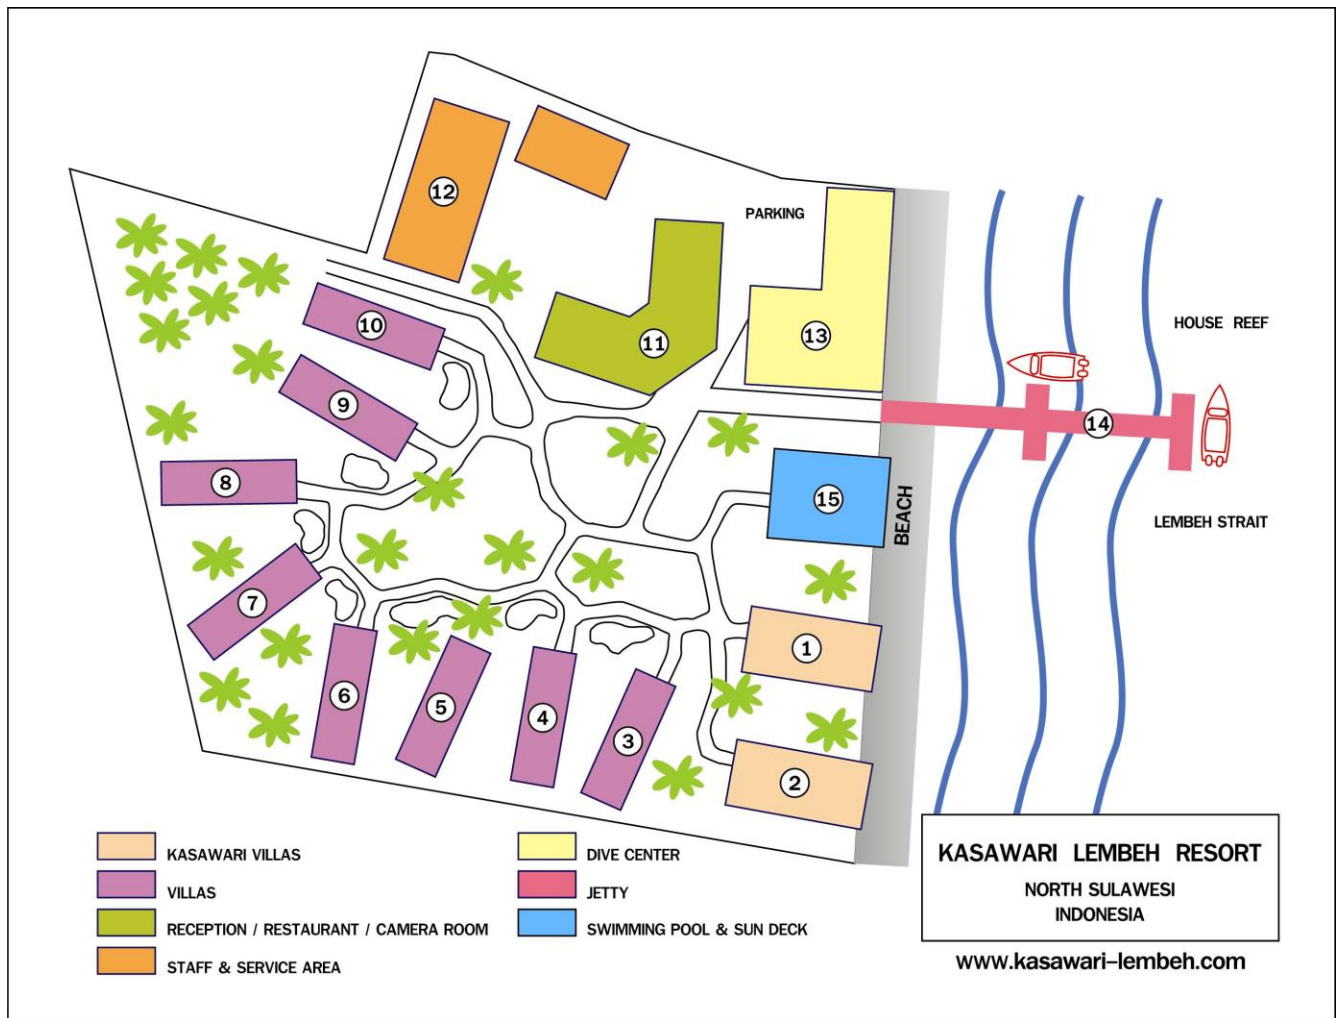 12
PARKING
10
11
13
HOUSE REEF
9
14
8
15
BEACH
LEMBEH STRAIT
7
1
6
5
4
3
2
KASAWARI VILLAS
VILLAS
RECEPTION / RESTAURANT / CAMERA ROOM
STAFF & SERVICE AREA
DIVE CENTER
JETTY
SWIMMING POOL & SUN DECK
KASAWARI LEMBEH RESORT
NORTH SULAWESI
INDONESIA
www.kasawari-lembeh.com